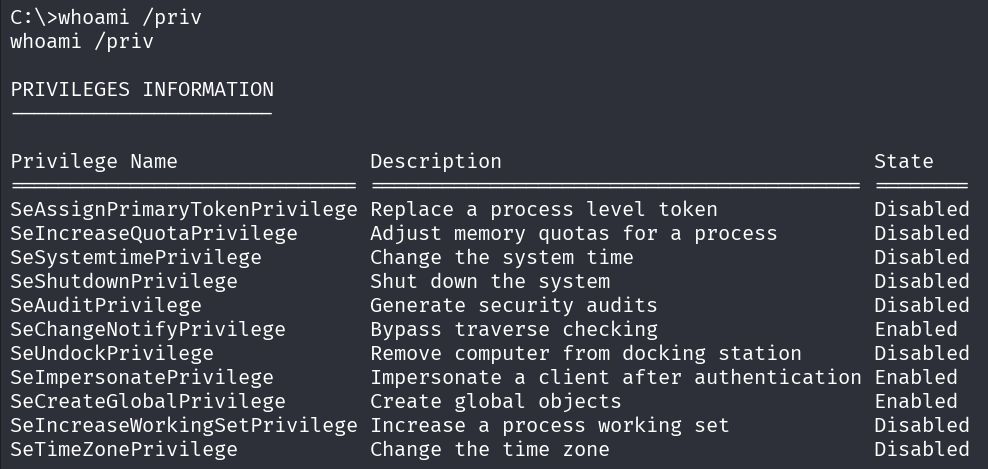 C:\>whoami /priv
whoami /priv
PRIVILEGES INFORMATION
----------------------
Privilege Name Description State
============================= ========================================= ========
SeAssignPrimaryTokenPrivilege Replace a process level token Disabled
SeIncreaseQuotaPrivilege Adjust memory quotas for a process Disabled
SeSystemtimePrivilege Change the system time Disabled
SeShutdownPrivilege Shut down the system Disabled
SeAuditPrivilege Generate security audits Disabled
SeChangeNotifyPrivilege Bypass traverse checking Enabled
SeUndockPrivilege Remove computer from docking station Disabled
SeImpersonatePrivilege Impersonate a client after authentication Enabled
SeCreateGlobalPrivilege Create global objects Enabled
SeIncreaseWorkingSetPrivilege Increase a process working set Disabled
SeTimeZonePrivilege Change the time zone Disabled